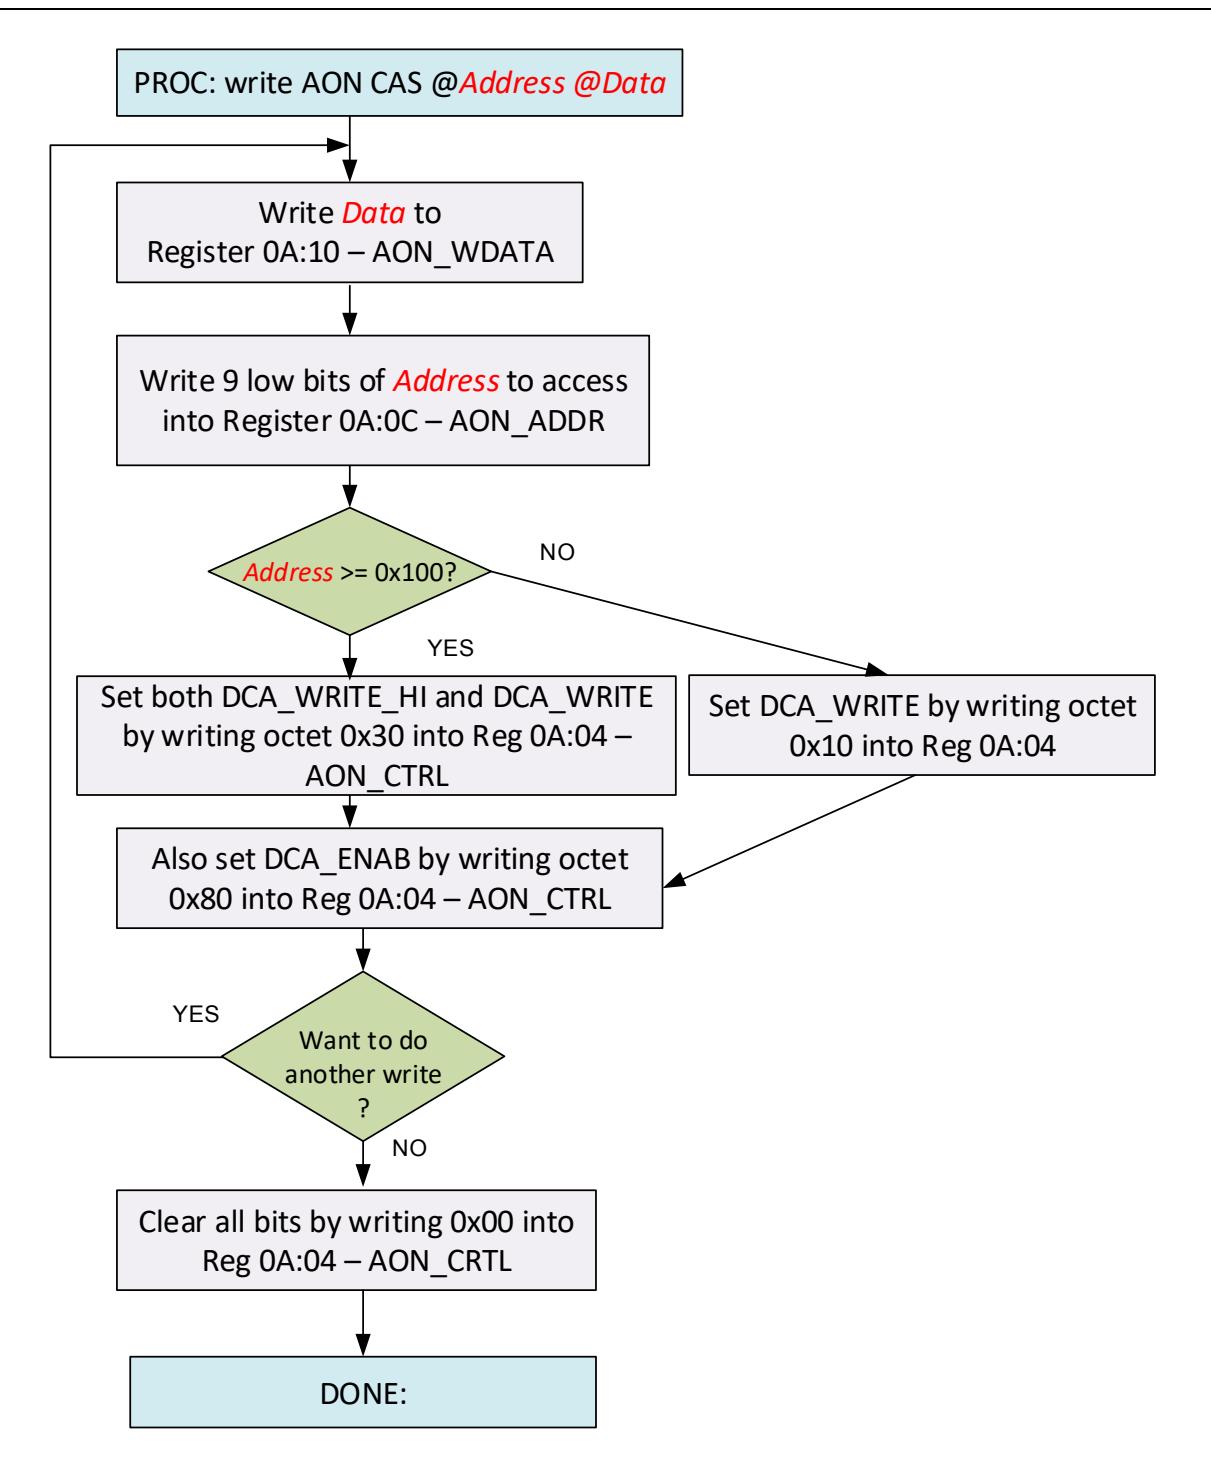 PROC: write AON CAS @Address @Data
Write Data to
Register 0A:10 – AON_WDATA
Write 9 low bits of Address to access
into Register 0A:0C – AON_ADDR
Address >= 0x100?
NO
YES
Set both DCA_WRITE_HI and DCA_WRITE
by writing octet 0x30 into Reg 0A:04 –
AON_CTRL
Set DCA_WRITE by writing octet
0x10 into Reg 0A:04
Also set DCA_ENAB by writing octet
0x80 into Reg 0A:04 – AON_CTRL
YES
Want to do
another write
?
NO
Clear all bits by writing 0x00 into
Reg 0A:04 – AON_CRTL
DONE: